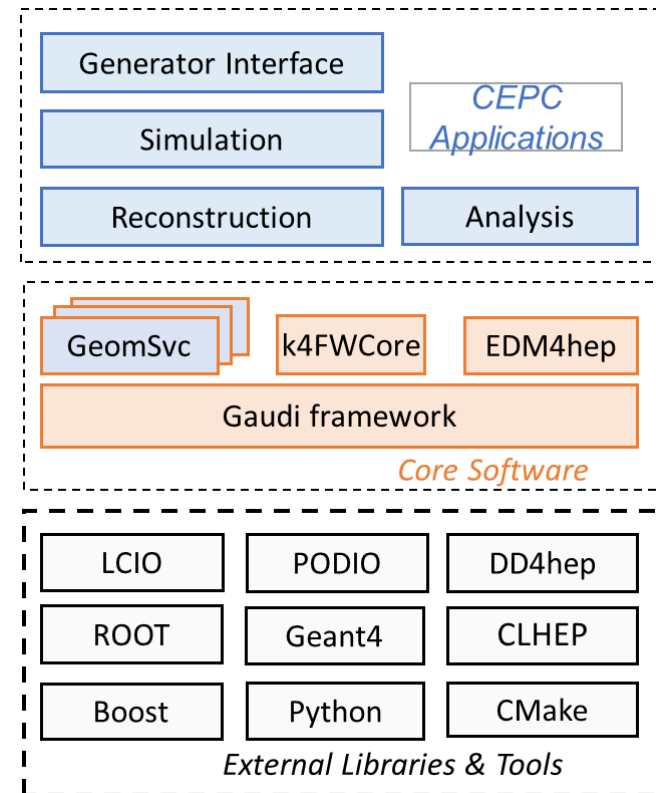 Generator Interface
CEPC
Applications
Simulation
Reconstruction
Analysis
GeomSvc
k4FWCore
EDM4hep
Gaudi framework
Core Software
LCIO
PODIO
DD4hep
ROOT
Geant4
CLHEP
Boost
Python
CMake
External Libraries & Tools